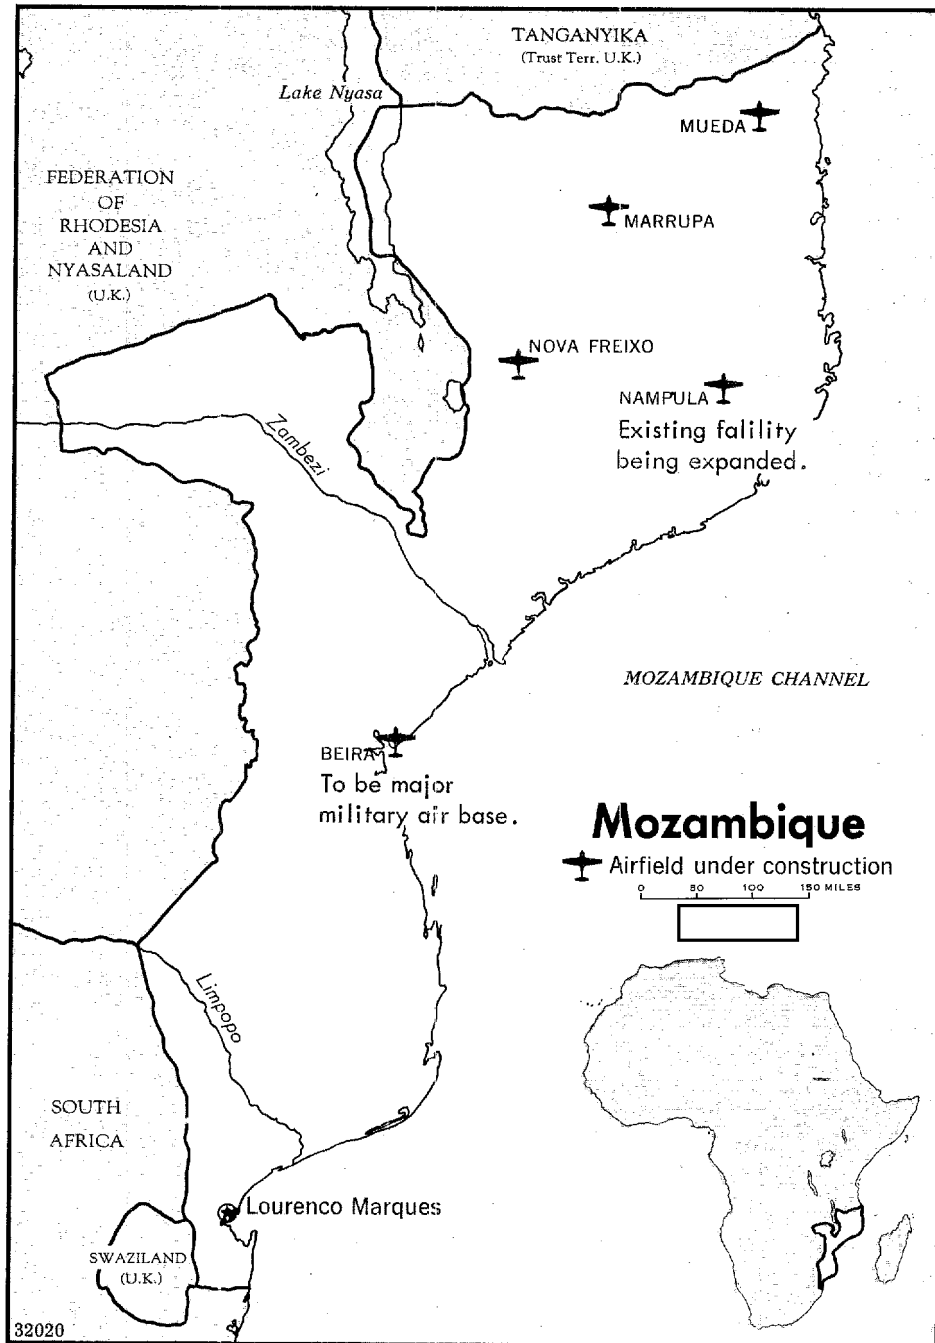 TANGANYIKA
(Trust Terr. U.K.)
Lake Nyasa
MUEDA
FEDERATION
OF
RHODESIA
AND
NYASALAND
(U.K.)
MARRUPA
NOVA FREIXO
NAMPULA
Existing falility
being expanded.
Zambezi
MOZAMBIQUE CHANNEL
BEIRA
To be major
military air base.
Mozambique
Airfield under construction
0 50 100 150 MILES
Limpopo
SOUTH
AFRICA
Lourenco Marques
SWAZILAND
(U.K.)
32020